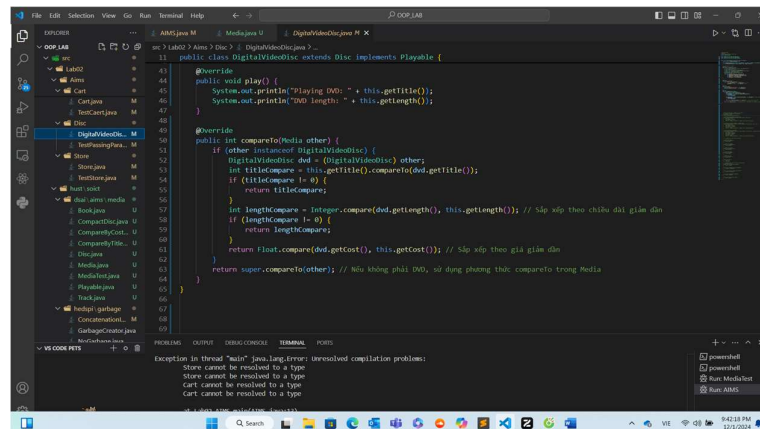 File Edit Selection View Go Run Terminal Help
OOP_LAB
EXPLORER
AIMS.java M
Media.java U
DigitalVideoDisc.java M
OOP_LAB
src > Lab02 > Aims > Disc > DigitalVideoDisc.java > ...
src
Lab02
Aims
Cart
Cart.java M
TestCaert.java M
Disc
DigitalVideoDis... M
TestPassingPara... M
Store
Store.java M
TestStore.java M
hust \ soict
dsai \ aims \ media
Book.java U
CompactDisc.java U
CompareByCost... U
CompareByTitle... U
Disc.java U
Media.java U
MediaTest.java U
Playable.java U
Track.java U
hedspi \ garbage
ConcatenationI... M
GarbageCreator.java
NoGarbage.java
VS CODE PETS
11 public class DigitalVideoDisc extends Disc implements Playable {
43 @Override
44 public void play() {
45 System.out.println("Playing DVD: " + this.getTitle());
46 System.out.println("DVD length: " + this.getLength());
47 }
48
49 @Override
50 public int compareTo(Media other) {
51 if (other instanceof DigitalVideoDisc) {
52 DigitalVideoDisc dvd = (DigitalVideoDisc) other;
53 int titleCompare = this.getTitle().compareTo(dvd.getTitle());
54 if (titleCompare != 0) {
55 return titleCompare;
56 }
57 int lengthCompare = Integer.compare(dvd.getLength(), this.getLength()); // Sắp xếp theo chiều dài giảm dần
58 if (lengthCompare != 0) {
59 return lengthCompare;
60 }
61 return Float.compare(dvd.getCost(), this.getCost()); // Sắp xếp theo giá giảm dần
62 }
63 return super.compareTo(other); // Nếu không phải DVD, sử dụng phương thức compareTo trong Media
64 }
65 }
66
67
68
69
PROBLEMS OUTPUT DEBUG CONSOLE TERMINAL PORTS
Exception in thread "main" java.lang.Error: Unresolved compilation problems:
Store cannot be resolved to a type
Store cannot be resolved to a type
Cart cannot be resolved to a type
Cart cannot be resolved to a type
at Lab02.AIMS.main(AIMS.java:13)
powershell
powershell
Run: MediaTest
Run: AIMS
Search
VIE
9:42:18 PM
12/1/2024